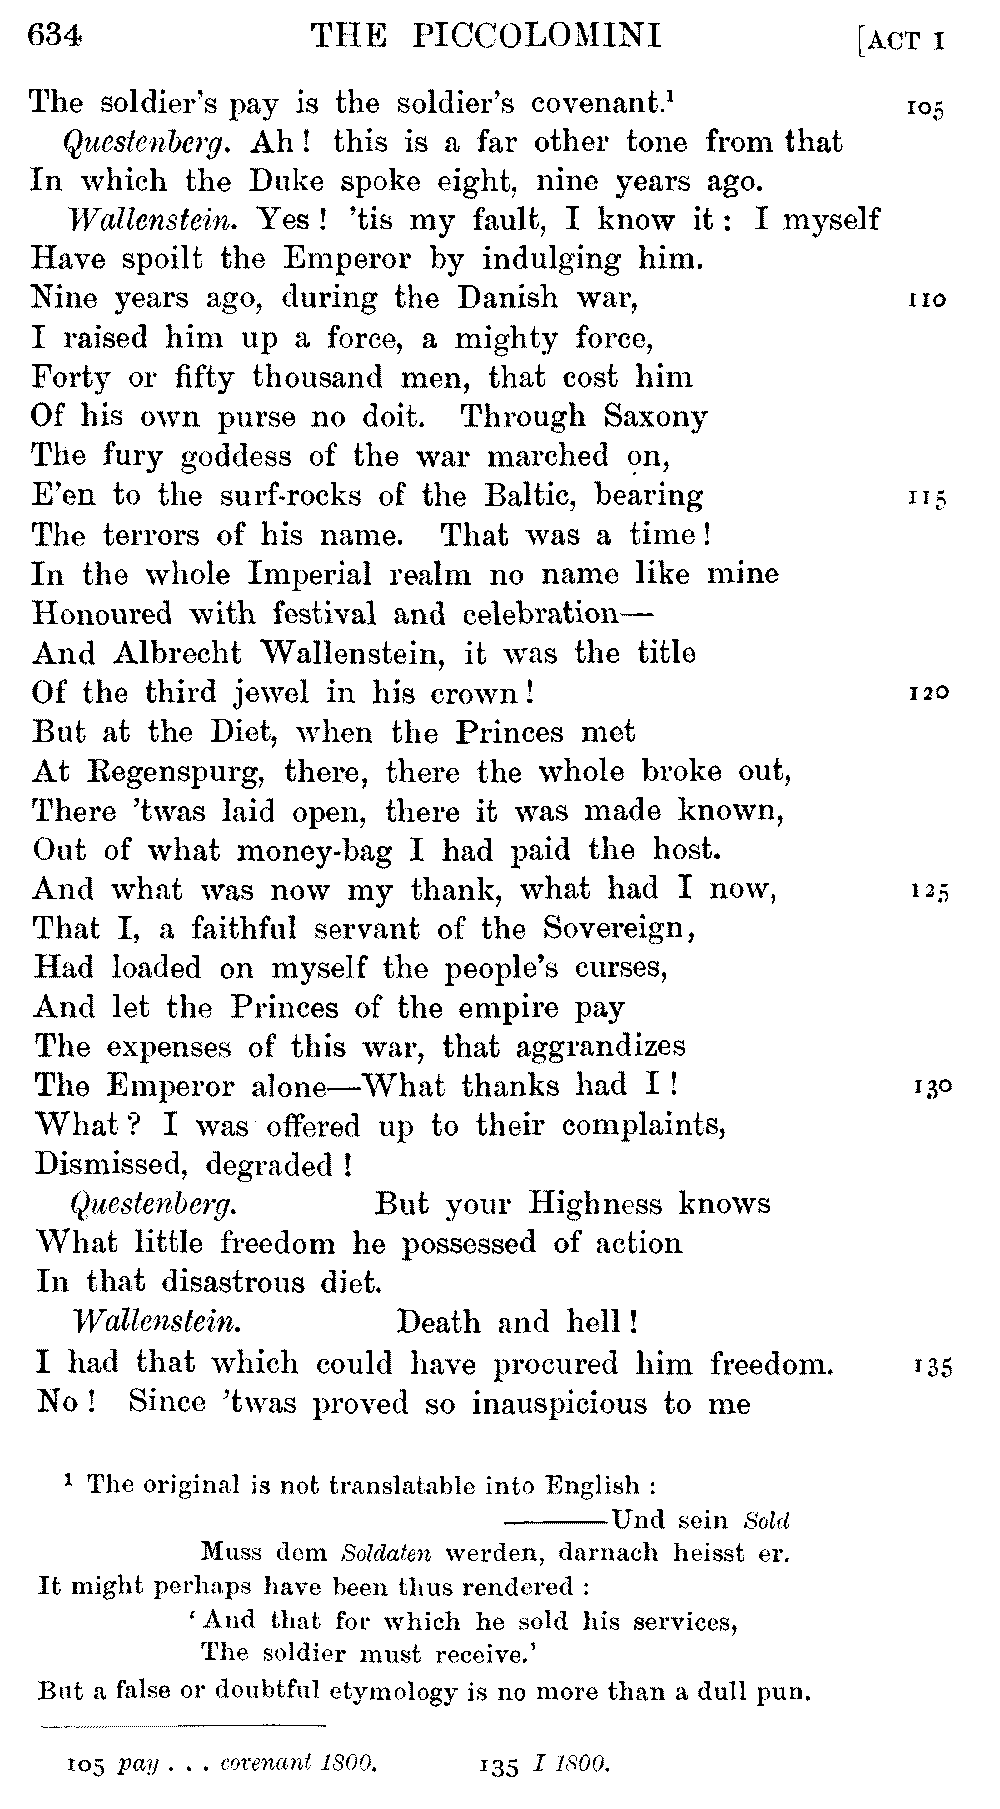 634 THE PICCOLOMINI [ACT I
The soldier's pay is the soldier's covenant.¹ 105
Questenberg. Ah! this is a far other tone from that
In which the Duke spoke eight, nine years ago.
Wallenstein. Yes! 'tis my fault, I know it: I myself
Have spoilt the Emperor by indulging him.
Nine years ago, during the Danish war, 110
I raised him up a force, a mighty force,
Forty or fifty thousand men, that cost him
Of his own purse no doit. Through Saxony
The fury goddess of the war marched on,
E'en to the surf-rocks of the Baltic, bearing 115
The terrors of his name. That was a time!
In the whole Imperial realm no name like mine
Honoured with festival and celebration—
And Albrecht Wallenstein, it was the title
Of the third jewel in his crown! 120
But at the Diet, when the Princes met
At Regenspurg, there, there the whole broke out,
There 'twas laid open, there it was made known,
Out of what money-bag I had paid the host.
And what was now my thank, what had I now, 125
That I, a faithful servant of the Sovereign,
Had loaded on myself the people's curses,
And let the Princes of the empire pay
The expenses of this war, that aggrandizes
The Emperor alone—What thanks had I! 130
What? I was offered up to their complaints,
Dismissed, degraded!
Questenberg. But your Highness knows
What little freedom he possessed of action
In that disastrous diet.
Wallenstein. Death and hell!
I had that which could have procured him freedom. 135
No! Since 'twas proved so inauspicious to me
¹ The original is not translatable into English:
———Und sein Sold
Muss dem Soldaten werden, darnach heisst er.
It might perhaps have been thus rendered:
'And that for which he sold his services,
The soldier must receive.'
But a false or doubtful etymology is no more than a dull pun.
105 pay . . . covenant 1800. 135 I 1800.